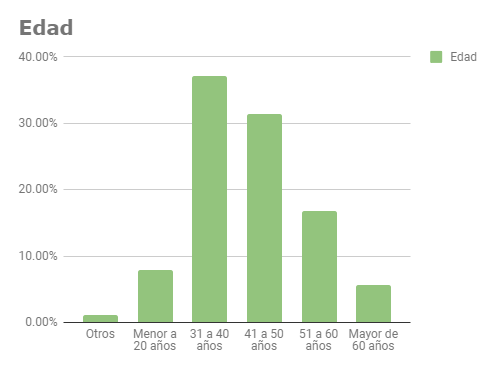 Edad
40.00%
Edad
30.00%
20.00%
10.00%
0.00%
Otros
Menor a
20 años
31 a 40
años
41 a 50
años
51 a 60
años
Mayor de
60 años